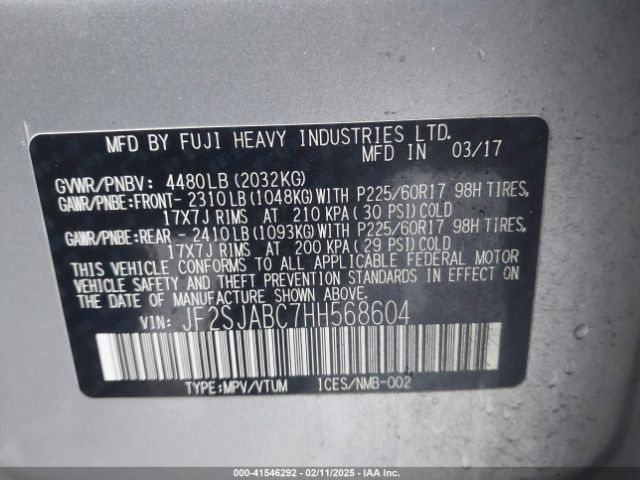 MFD BY FUJI HEAVY INDUSTRIES LTD.
MFD IN 03/17
GVWR/PNBV: 4480LB(2032KG)
GAWR/PNBE:FRONT- 2310LB(1048KG)WITH P225/60R17 98H TIRES,
17X7J RIMS AT 210 KPA(30 PSI)COLD
GAWR/PNBE:REAR - 2410LB(1093KG)WITH P225/60R17 98H TIRES,
17X7J RIMS AT 200 KPA(29 PSI)COLD
THIS VEHICLE CONFORMS TO ALL APPLICABLE FEDERAL MOTOR
VEHICLE SAFETY AND THEFT PREVENTION STANDARDS IN EFFECT
ON THE DATE OF MANUFACTURE SHOWN ABOVE.
VIN: JF2SJABC7HH568604
TYPE:MPV/VTUM ICES/NMB-002
000-41546292 - 02/11/2025 - IAAI.COM